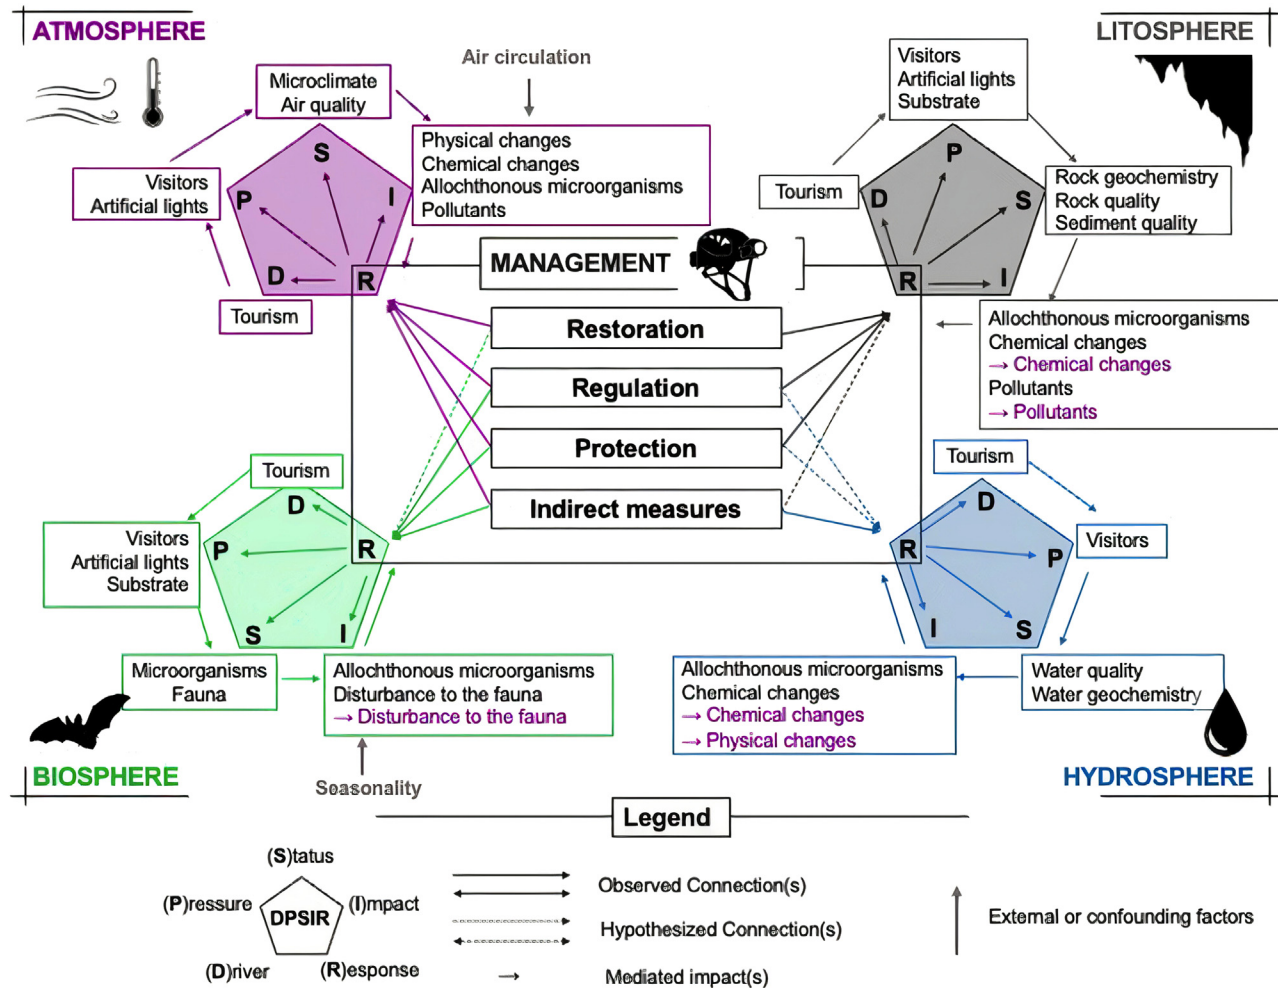 ATMOSPHERE
LITOSPHERE
Air circulation
Microclimate
Air quality
Visitors
Artificial lights
Substrate
Physical changes
Chemical changes
Allochthonous microorganisms
Pollutants
Visitors
Artificial lights
Tourism
Rock geochemistry
Rock quality
Sediment quality
S
P
I
D
R
P
D
S
R
I
Tourism
MANAGEMENT
Restoration
Regulation
Protection
Indirect measures
Allochthonous microorganisms
Chemical changes
→ Chemical changes
Pollutants
→ Pollutants
Tourism
Tourism
D
P
R
S
I
D
R
P
I
S
Visitors
Artificial lights
Substrate
Visitors
Microorganisms
Fauna
Allochthonous microorganisms
Disturbance to the fauna
→ Disturbance to the fauna
Allochthonous microorganisms
Chemical changes
→ Chemical changes
→ Physical changes
Water quality
Water geochemistry
BIOSPHERE
Seasonality
HYDROSPHERE
Legend
(S)tatus
(P)ressure
(I)mpact
DPSIR
(D)river
(R)esponse
Observed Connection(s)
Hypothesized Connection(s)
Mediated impact(s)
External or confounding factors